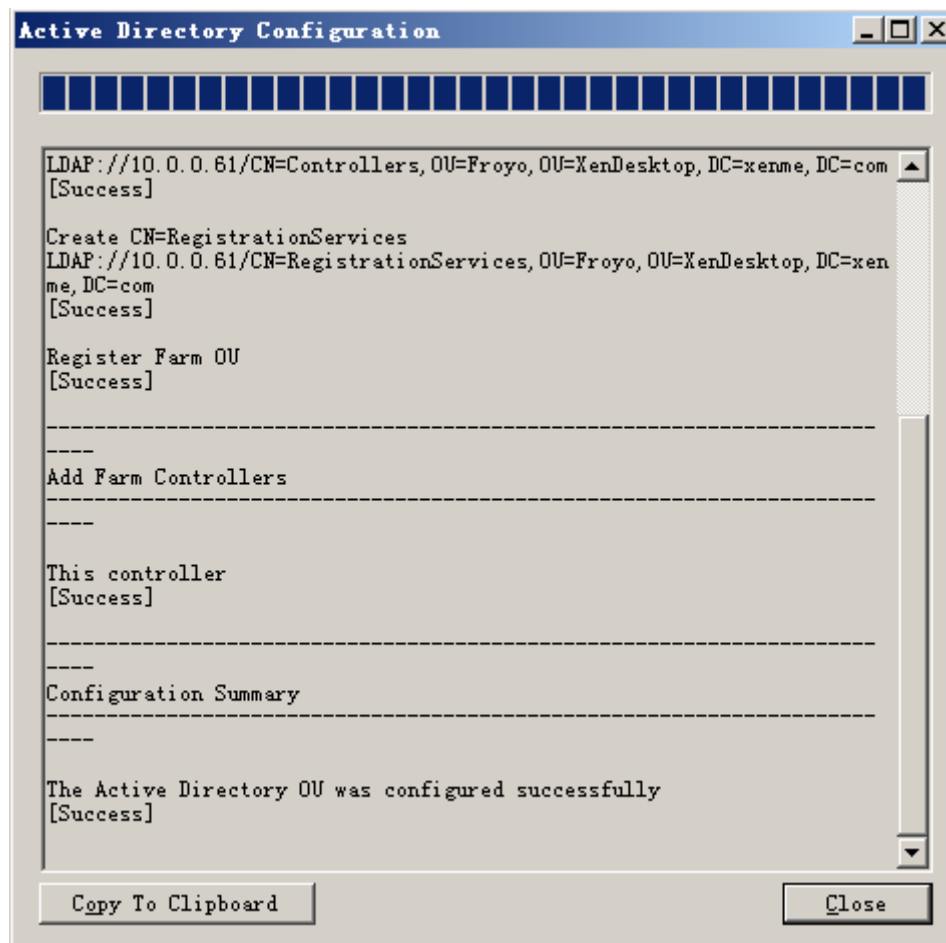 Active Directory Configuration
LDAP://10.0.0.61/CN=Controllers,OU=Froyo,OU=XenDesktop,DC=xenme,DC=com
[Success]
Create CN=RegistrationServices
LDAP://10.0.0.61/CN=RegistrationServices,OU=Froyo,OU=XenDesktop,DC=xen
me,DC=com
[Success]
Register Farm OU
[Success]
---------------------------------------------------------------------
----
Add Farm Controllers
---------------------------------------------------------------------
----
This controller
[Success]
---------------------------------------------------------------------
----
Configuration Summary
---------------------------------------------------------------------
----
The Active Directory OU was configured successfully
[Success]
Copy To Clipboard
Close